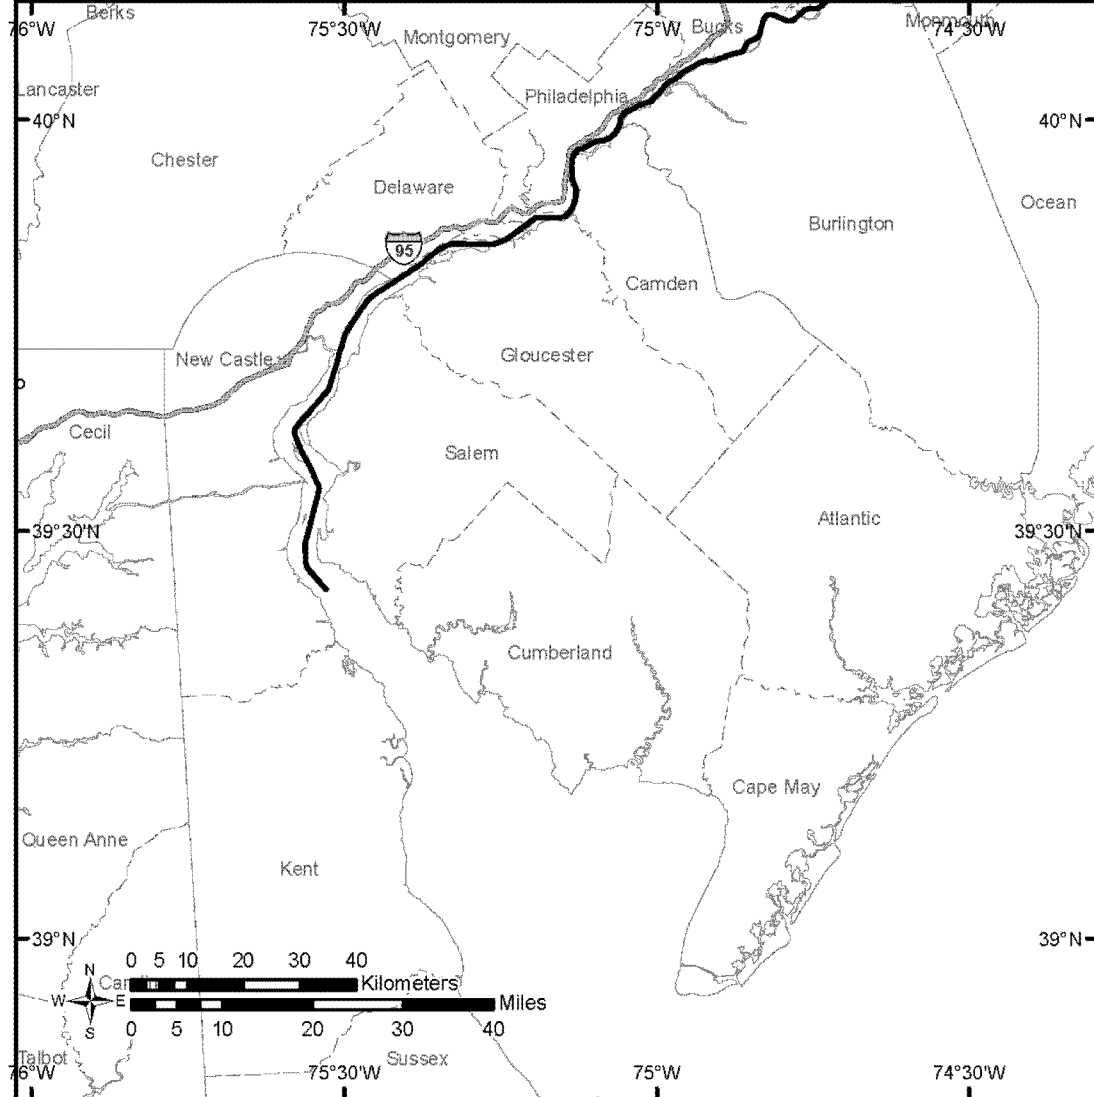 Berks
76°W 75°30'W 75°W 74°30'W
Bucks Monmouth
Montgomery
Lancaster
Philadelphia
40°N 40°N
Chester
Delaware
Ocean
Burlington
95
Camden
New Castle
Gloucester
Cecil
Salem
Atlantic
39°30'N 39°30'N
Cumberland
Cape May
Queen Anne
Kent
39°N 39°N
0 5 10 20 30 40
N
Kilometers
W E
Miles
S
0 5 10 20 30 40
Talbot Sussex
76°W 75°30'W 75°W 74°30'W